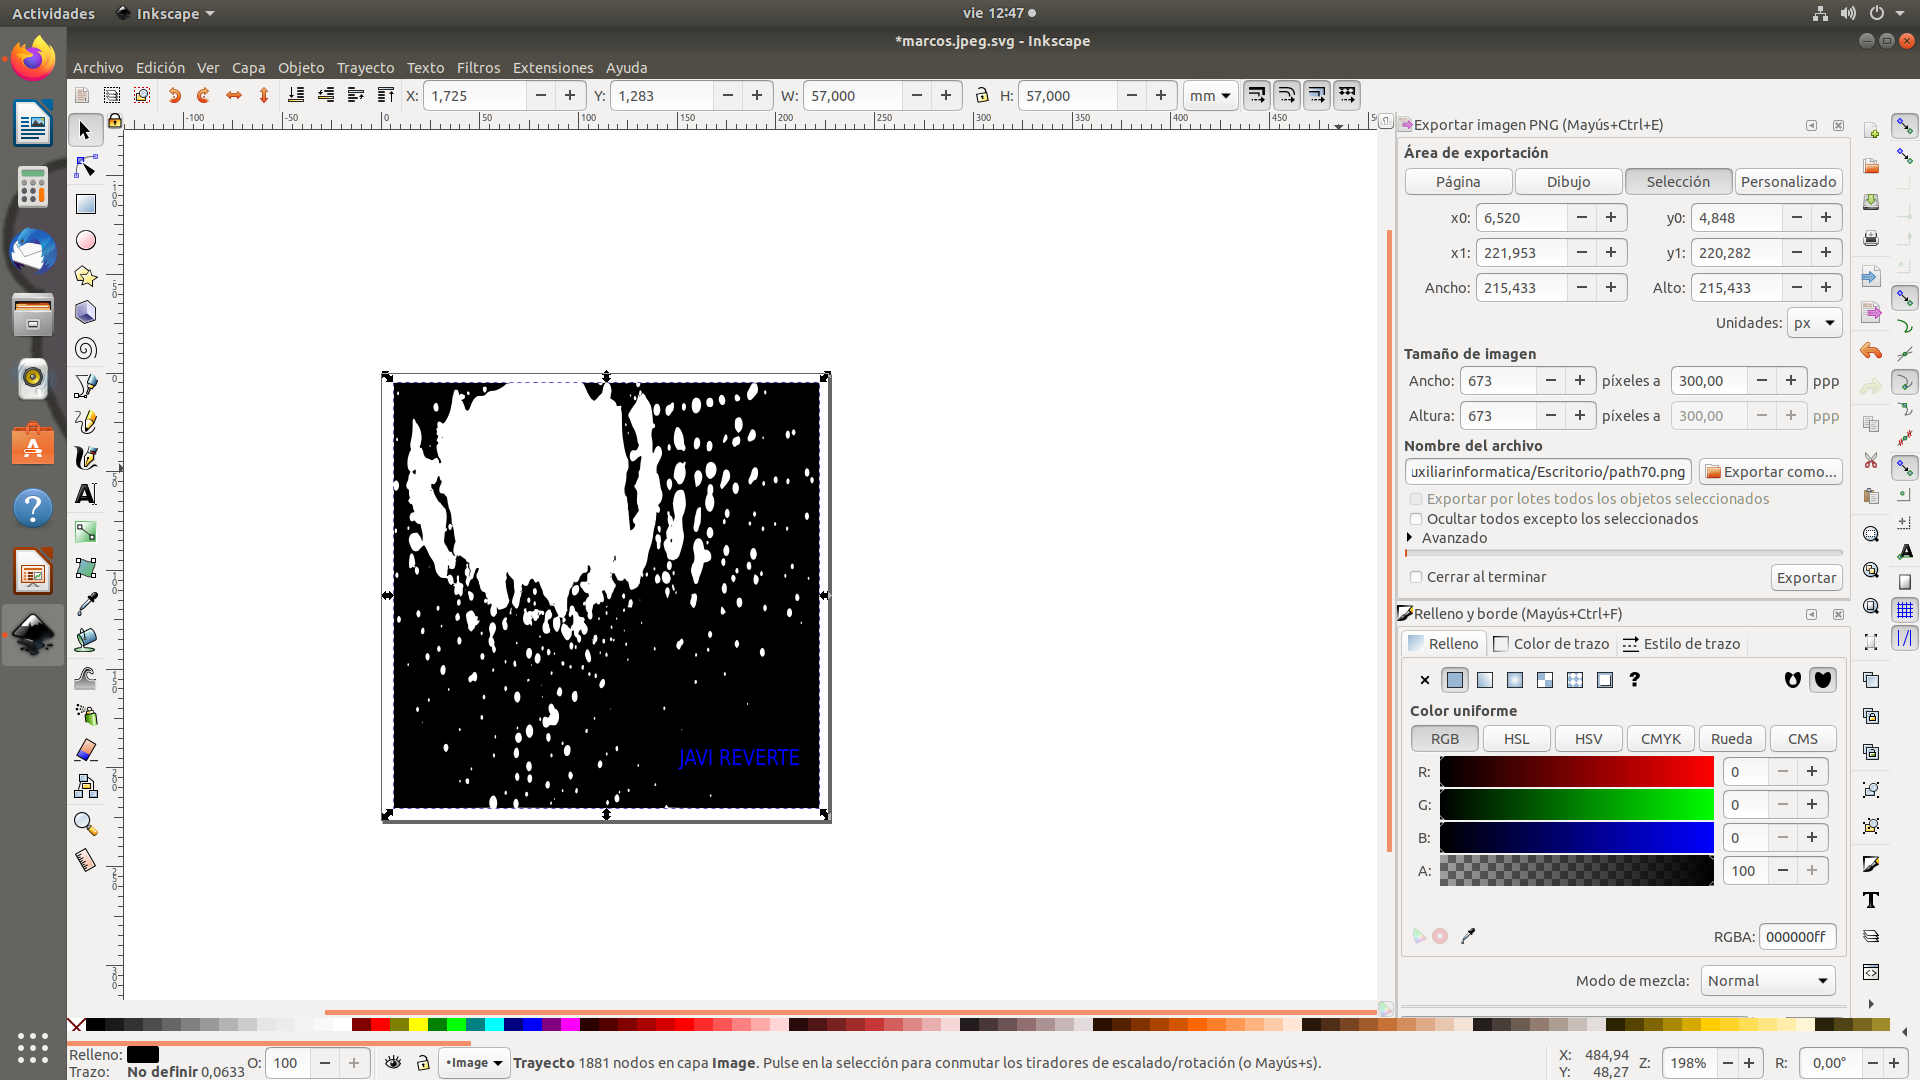 Actividades Inkscape vie 12:47
*marcos.jpeg.svg - Inkscape
Archivo Edición Ver Capa Objeto Trayecto Texto Filtros Extensiones Ayuda
X: 1,725 Y: 1,283 W: 57,000 H: 57,000 mm
-100 -50 0 50 100 150 200 250 300 350 400 450
Exportar imagen PNG (Mayús+Ctrl+E)
Área de exportación
Página Dibujo Selección Personalizado
x0: 6,520 y0: 4,848
x1: 221,953 y1: 220,282
Ancho: 215,433 Alto: 215,433
Unidades: px
Tamaño de imagen
Ancho: 673 píxeles a 300,00 ppp
Altura: 673 píxeles a 300,00 ppp
Nombre del archivo
uxiliarinformatica/Escritorio/path70.png Exportar como...
Exportar por lotes todos los objetos seleccionados
Ocultar todos excepto los seleccionados
Avanzado
Cerrar al terminar Exportar
Relleno y borde (Mayús+Ctrl+F)
Relleno Color de trazo Estilo de trazo
Color uniforme
RGB HSL HSV CMYK Rueda CMS
R: 0
G: 0
B: 0
A: 100
RGBA: 000000ff
Modo de mezcla: Normal
JAVI REVERTE
Relleno: O: 100 •Image Trayecto 1881 nodos en capa Image. Pulse en la selección para conmutar los tiradores de escalado/rotación (o Mayús+s). X: 484,94 Z: 198% R: 0,00°
Trazo: No definir 0,0633 Y: 48,27